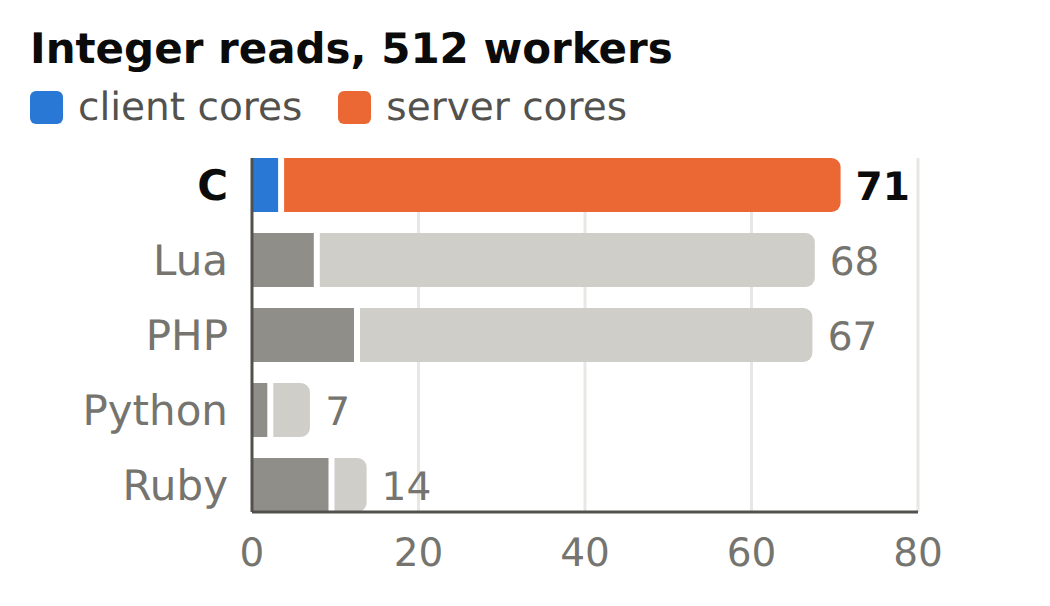 Integer reads, 512 workers
client cores server cores
C 71
Lua 68
PHP 67
Python 7
Ruby 14
0 20 40 60 80